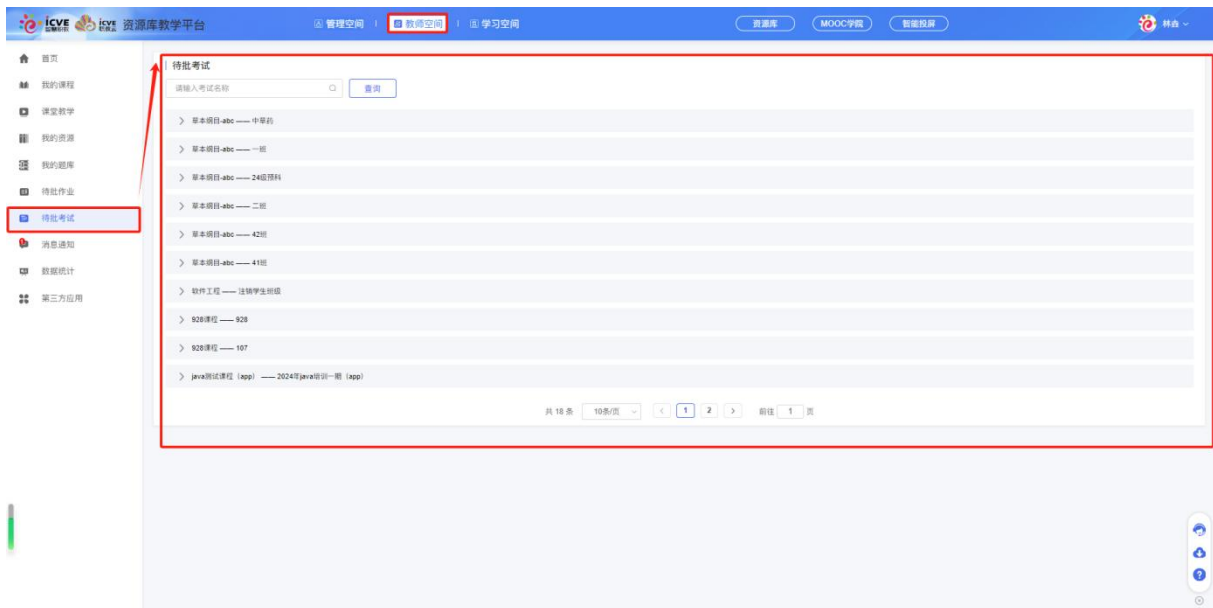 icve 智慧职教 icve 职教云 资源库教学平台 管理空间 教师空间 学习空间 资源库 MOOC学院 智能投屏
首页
我的课程
课堂教学
我的资源
我的题库
待批作业
待批考试
消息通知
数据统计
第三方应用
待批考试
请输入考试名称 查询
草本纲目-abc —— 中草药
草本纲目-abc —— 一班
草本纲目-abc —— 24级预科
草本纲目-abc —— 二班
草本纲目-abc —— 42班
草本纲目-abc —— 41班
软件工程 —— 注销学生班级
928课程 —— 928
928课程 —— 107
java测试课程（app） —— 2024年java培训一期（app）
共 18 条 10条/页 1 2 前往 1 页